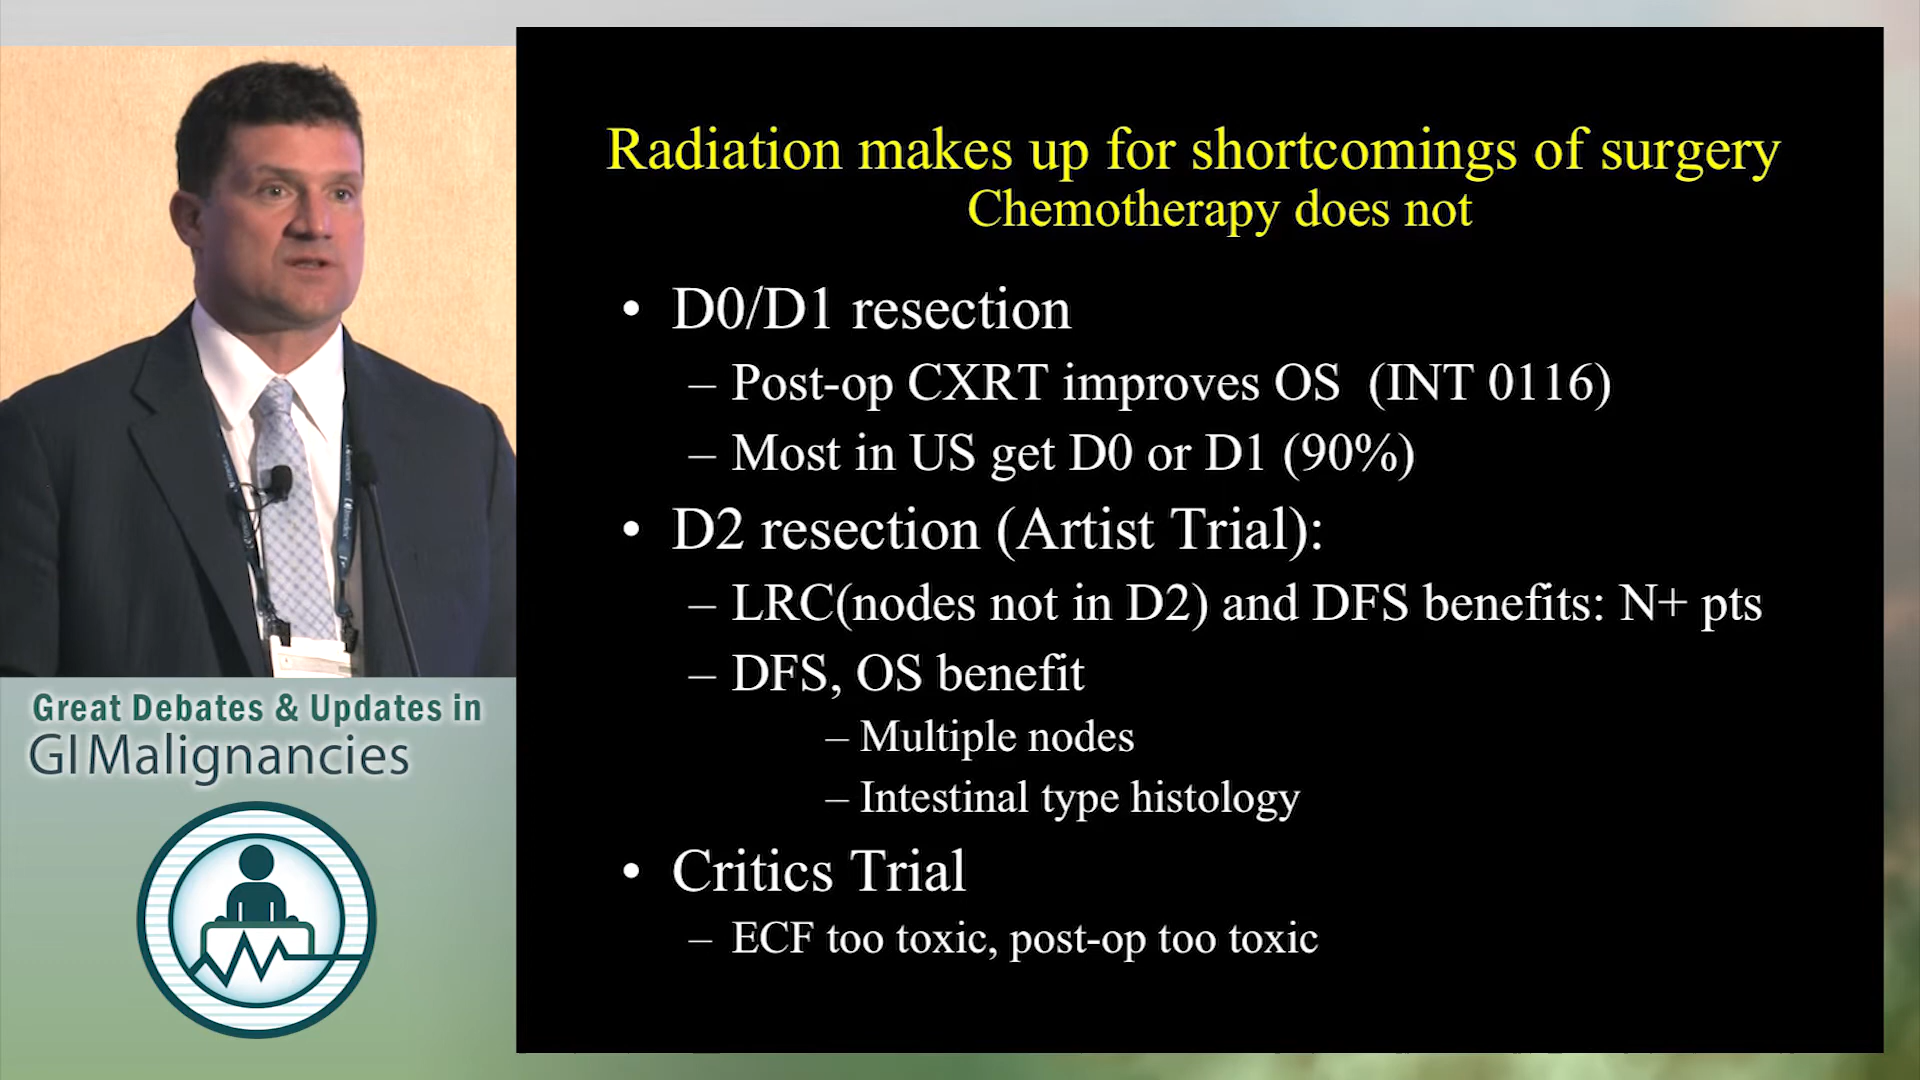 Radiation makes up for shortcomings of surgery
Chemotherapy does not
• D0/D1 resection
– Post-op CXRT improves OS (INT 0116)
– Most in US get D0 or D1 (90%)
• D2 resection (Artist Trial):
– LRC(nodes not in D2) and DFS benefits: N+ pts
– DFS, OS benefit
– Multiple nodes
– Intestinal type histology
• Critics Trial
– ECF too toxic, post-op too toxic
Great Debates & Updates in
GI Malignancies